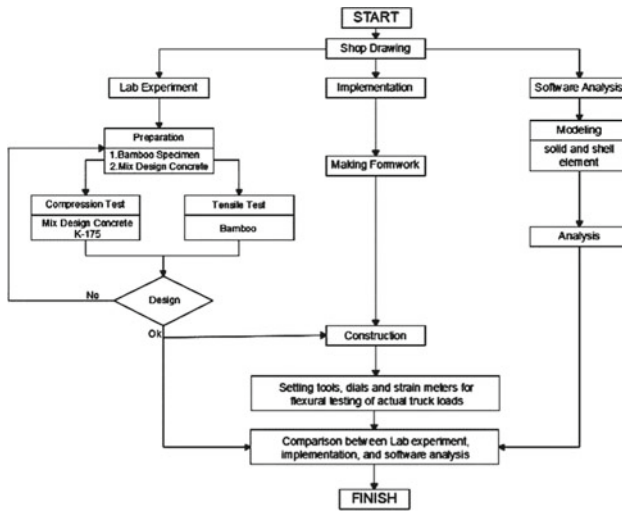 START
Shop Drawing
Lab Experiment
Implementation
Software Analysis
Preparation
1.Bamboo Specimen
2.Mix Design Concrete
Modeling
solid and shell
element
Making Formwork
Compression Test
Mix Design Concrete
K-175
Tensile Test
Bamboo
Analysis
No
Design
Ok
Construction
Setting tools, dials and strain meters for
flexural testing of actual truck loads
Comparison between Lab experiment,
implementation, and software analysis
FINISH